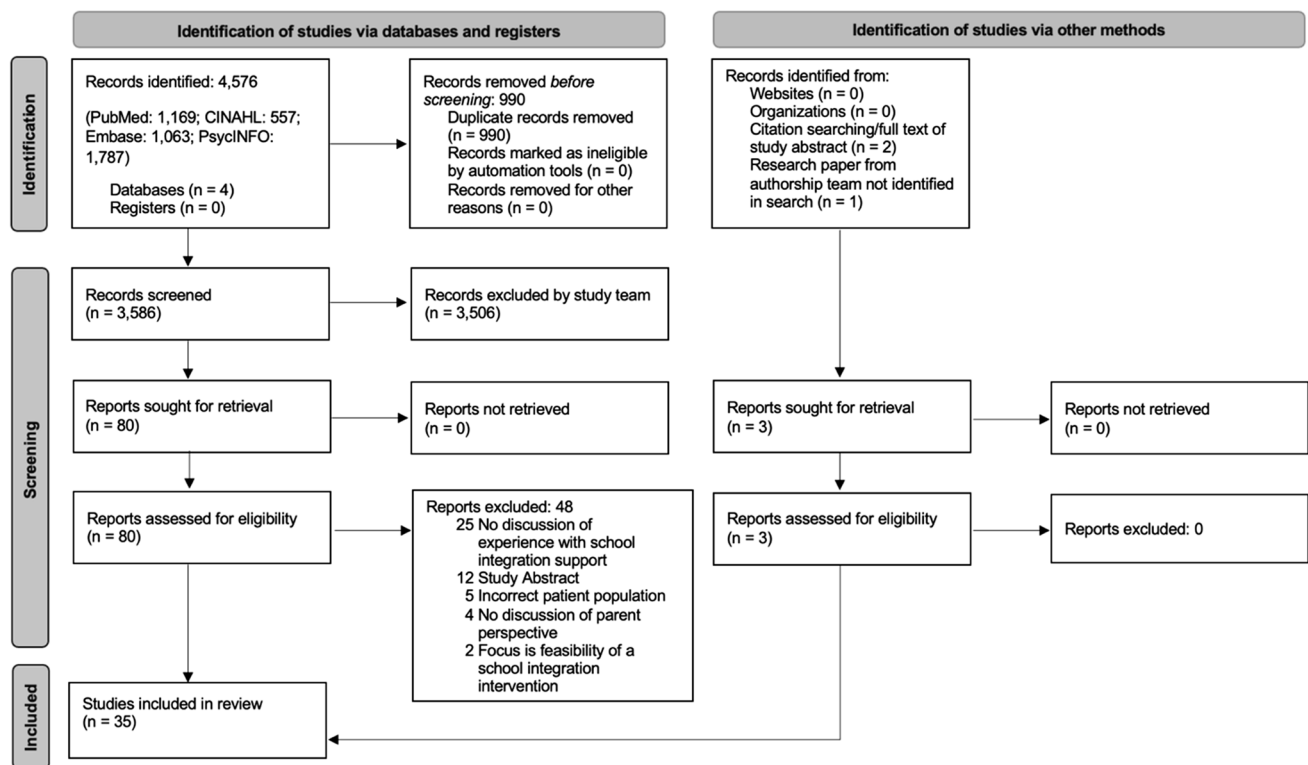 Identification of studies via databases and registers
Identification of studies via other methods
Identification
Records identified: 4,576
(PubMed: 1,169; CINAHL: 557;
Embase: 1,063; PsycINFO:
1,787)
Databases (n = 4)
Registers (n = 0)
Records removed before
screening: 990
Duplicate records removed
(n = 990)
Records marked as ineligible
by automation tools (n = 0)
Records removed for other
reasons (n = 0)
Records identified from:
Websites (n = 0)
Organizations (n = 0)
Citation searching/full text of
study abstract (n = 2)
Research paper from
authorship team not identified
in search (n = 1)
Screening
Records screened
(n = 3,586)
Records excluded by study team
(n = 3,506)
Reports sought for retrieval
(n = 80)
Reports not retrieved
(n = 0)
Reports sought for retrieval
(n = 3)
Reports not retrieved
(n = 0)
Reports assessed for eligibility
(n = 80)
Reports excluded: 48
25 No discussion of
experience with school
integration support
12 Study Abstract
5 Incorrect patient population
4 No discussion of parent
perspective
2 Focus is feasibility of a
school integration
intervention
Reports assessed for eligibility
(n = 3)
Reports excluded: 0
Included
Studies included in review
(n = 35)